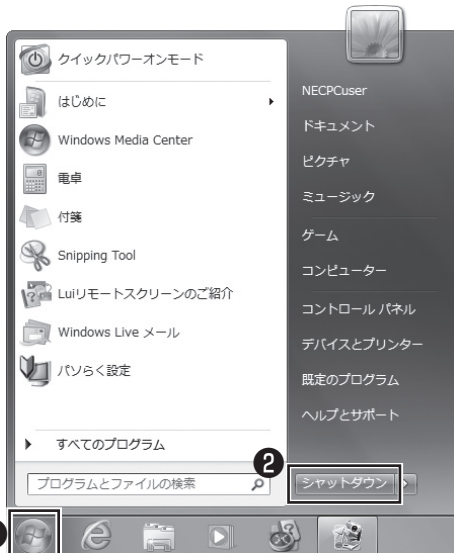 クイックパワーオンモード
はじめに
Windows Media Center
電卓
付箋
Snipping Tool
Luiリモートスクリーンのご紹介
Windows Live メール
パソらく設定
すべてのプログラム
プログラムとファイルの検索
NECPCuser
ドキュメント
ピクチャ
ミュージック
ゲーム
コンピューター
コントロール パネル
デバイスとプリンター
既定のプログラム
ヘルプとサポート
❷
シャットダウン